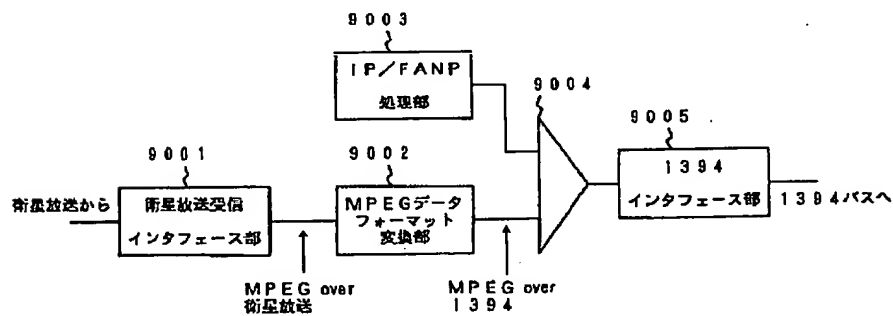 9003
IP/FANP
処理部
9004
9005
1394
インタフェース部
1394バスへ
9001
9002
衛星放送から
衛星放送受信
インタフェース部
MPEGデータ
フォーマット
変換部
MPEG over
衛星放送
MPEG over
1394